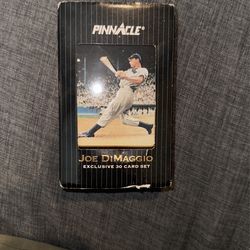 PINNACLE®
JOE DIMAGGIO
EXCLUSIVE 30 CARD SET